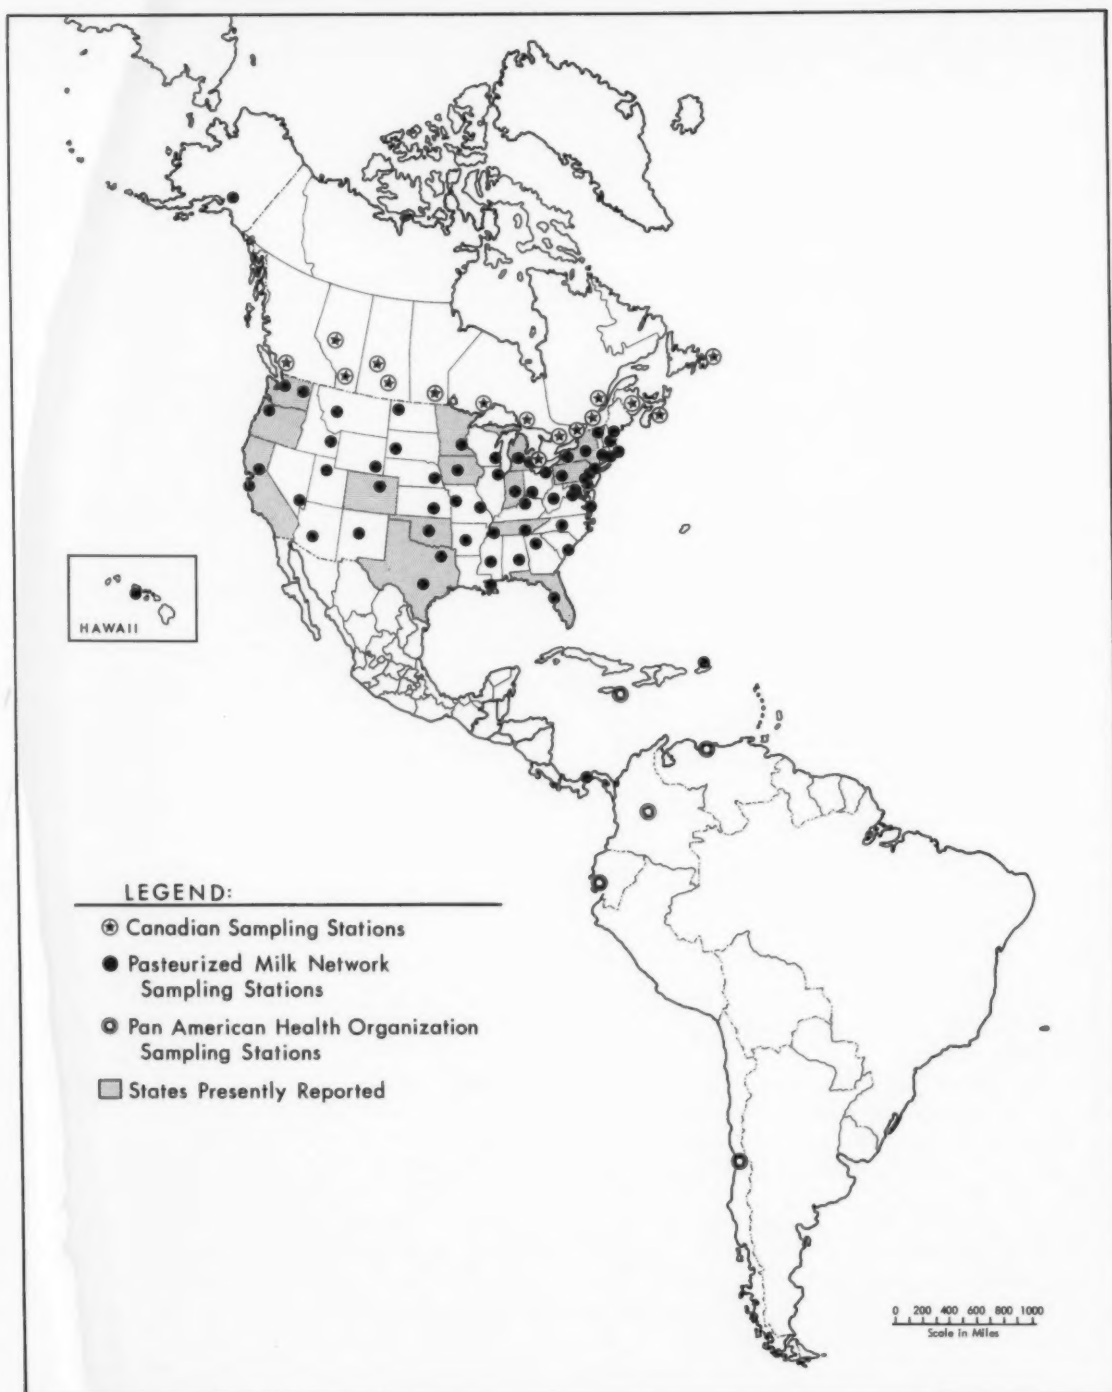 HAWAII
LEGEND:
Canadian Sampling Stations
Pasteurized Milk Network
Sampling Stations
Pan American Health Organization
Sampling Stations
States Presently Reported
0 200 400 600 800 1000
Scale in Miles